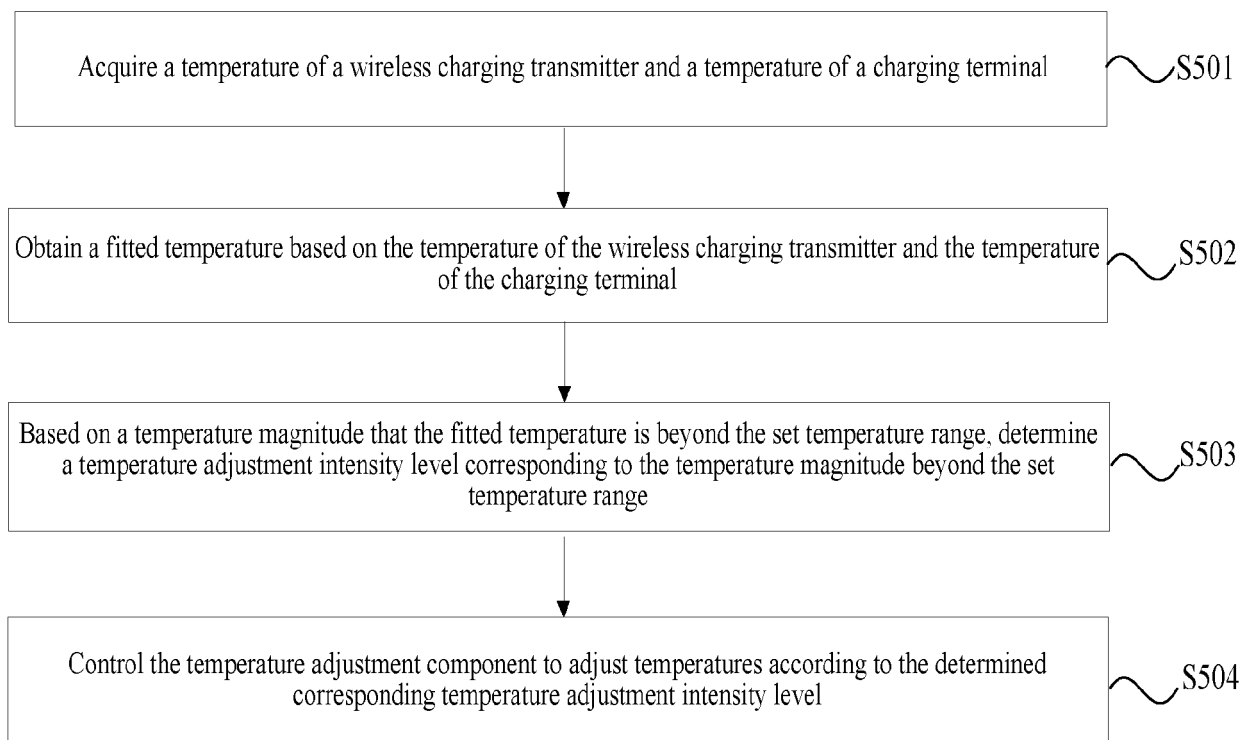 Acquire a temperature of a wireless charging transmitter and a temperature of a charging terminal
S501
Obtain a fitted temperature based on the temperature of the wireless charging transmitter and the temperature
of the charging terminal
S502
Based on a temperature magnitude that the fitted temperature is beyond the set temperature range, determine
a temperature adjustment intensity level corresponding to the temperature magnitude beyond the set
temperature range
S503
Control the temperature adjustment component to adjust temperatures according to the determined
corresponding temperature adjustment intensity level
S504